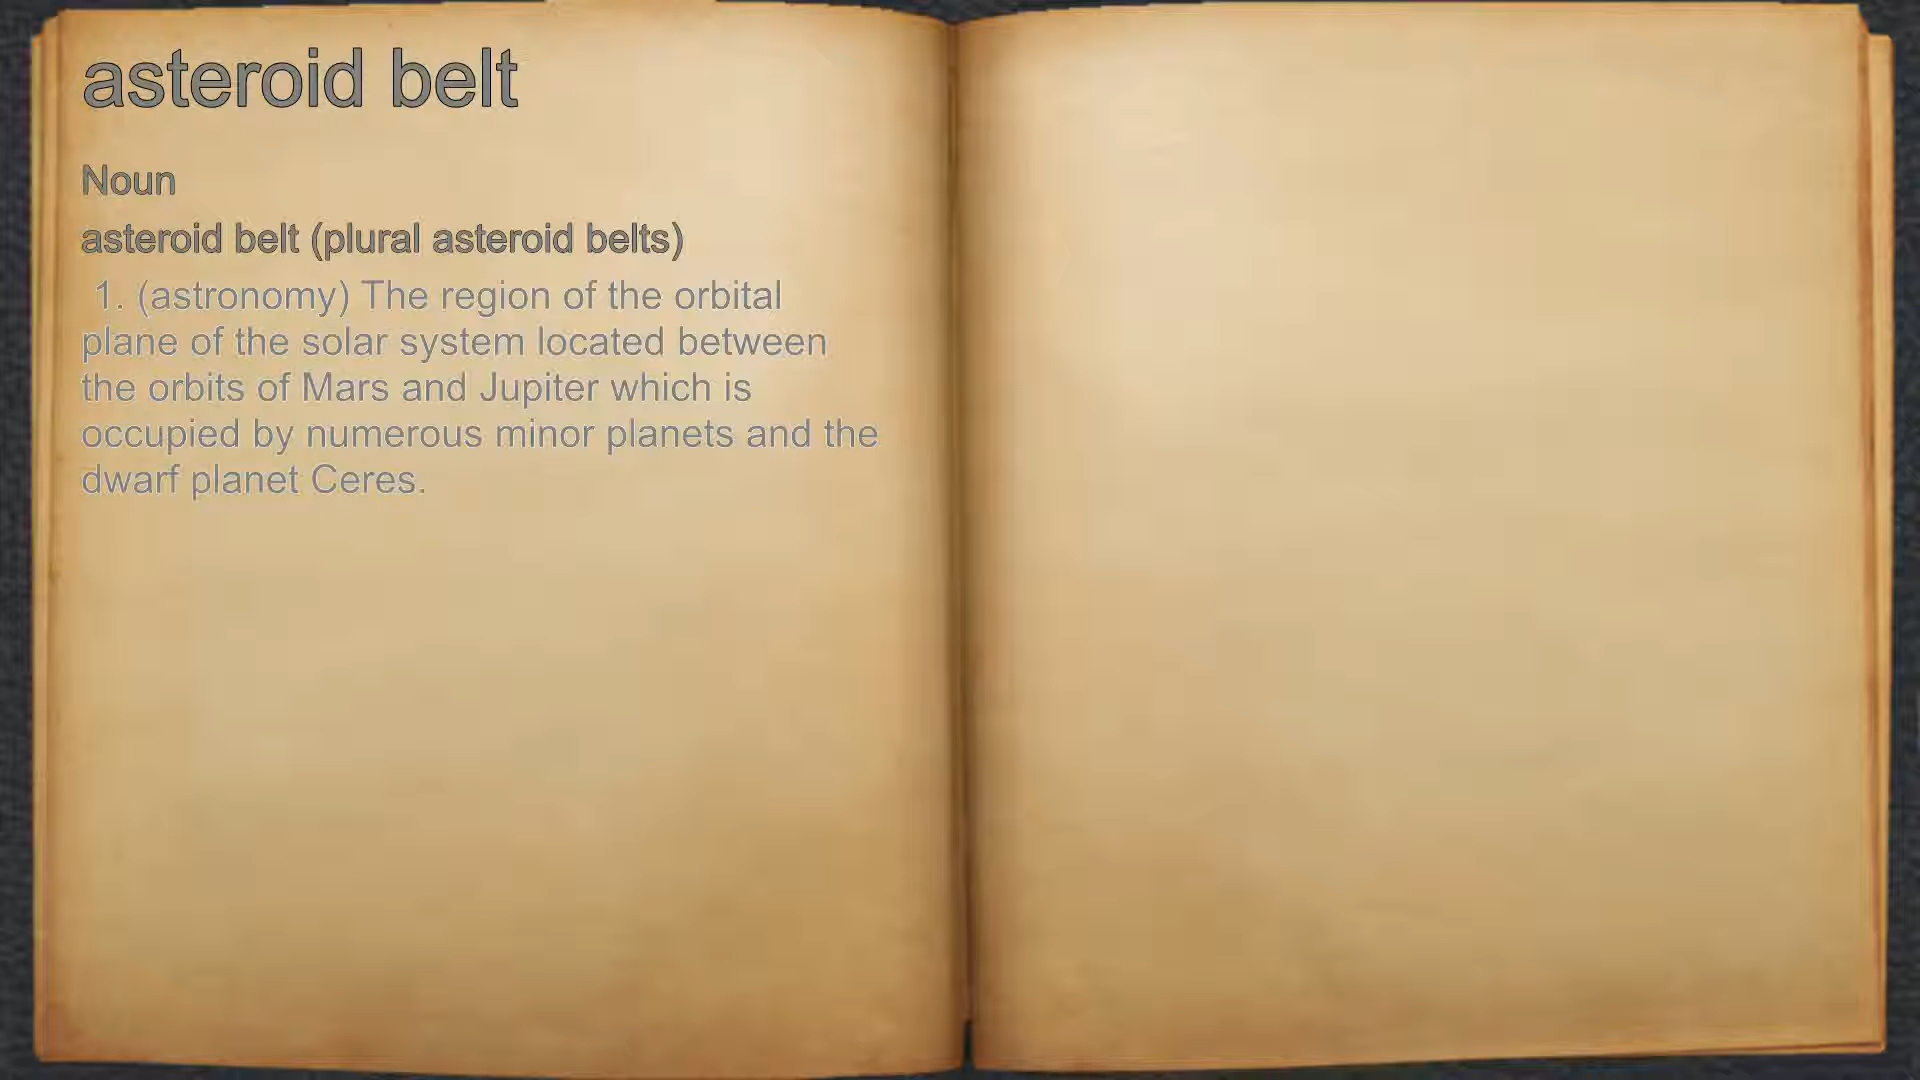 asteroid belt
Noun
asteroid belt (plural asteroid belts)
1. (astronomy) The region of the orbital
plane of the solar system located between
the orbits of Mars and Jupiter which is
occupied by numerous minor planets and the
dwarf planet Ceres.